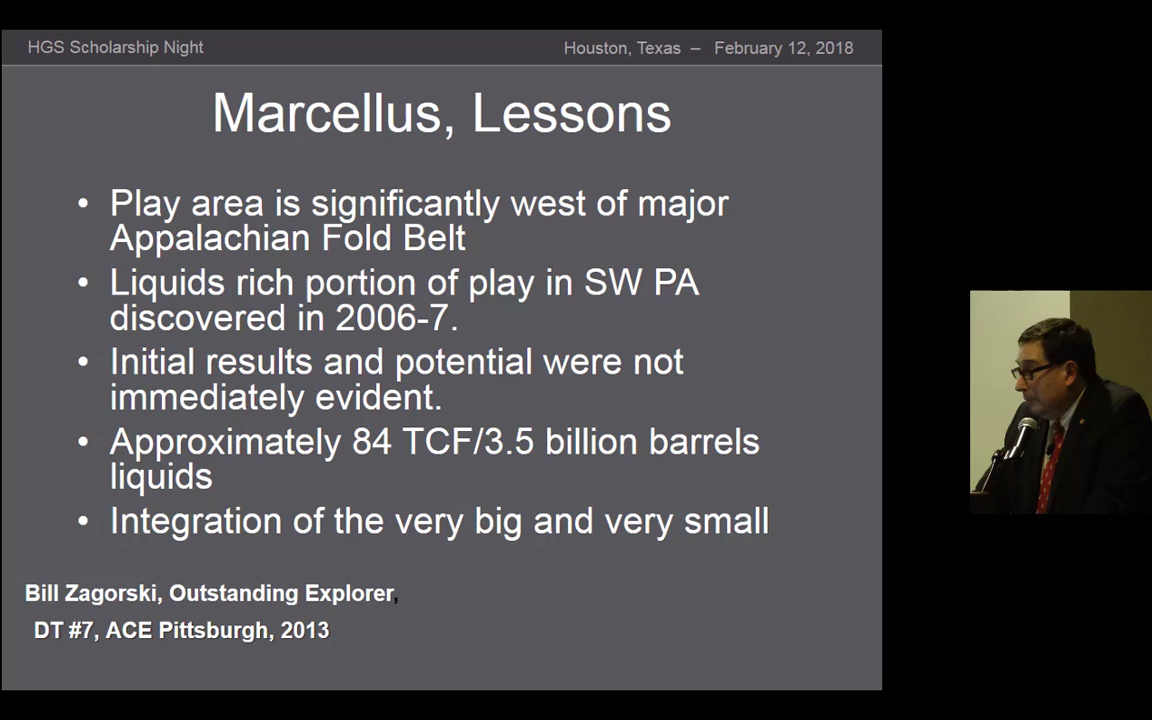 HGS Scholarship Night
Houston, Texas – February 12, 2018
Marcellus, Lessons
• Play area is significantly west of major
Appalachian Fold Belt
• Liquids rich portion of play in SW PA
discovered in 2006-7.
• Initial results and potential were not
immediately evident.
• Approximately 84 TCF/3.5 billion barrels
liquids
• Integration of the very big and very small
Bill Zagorski, Outstanding Explorer,
DT #7, ACE Pittsburgh, 2013